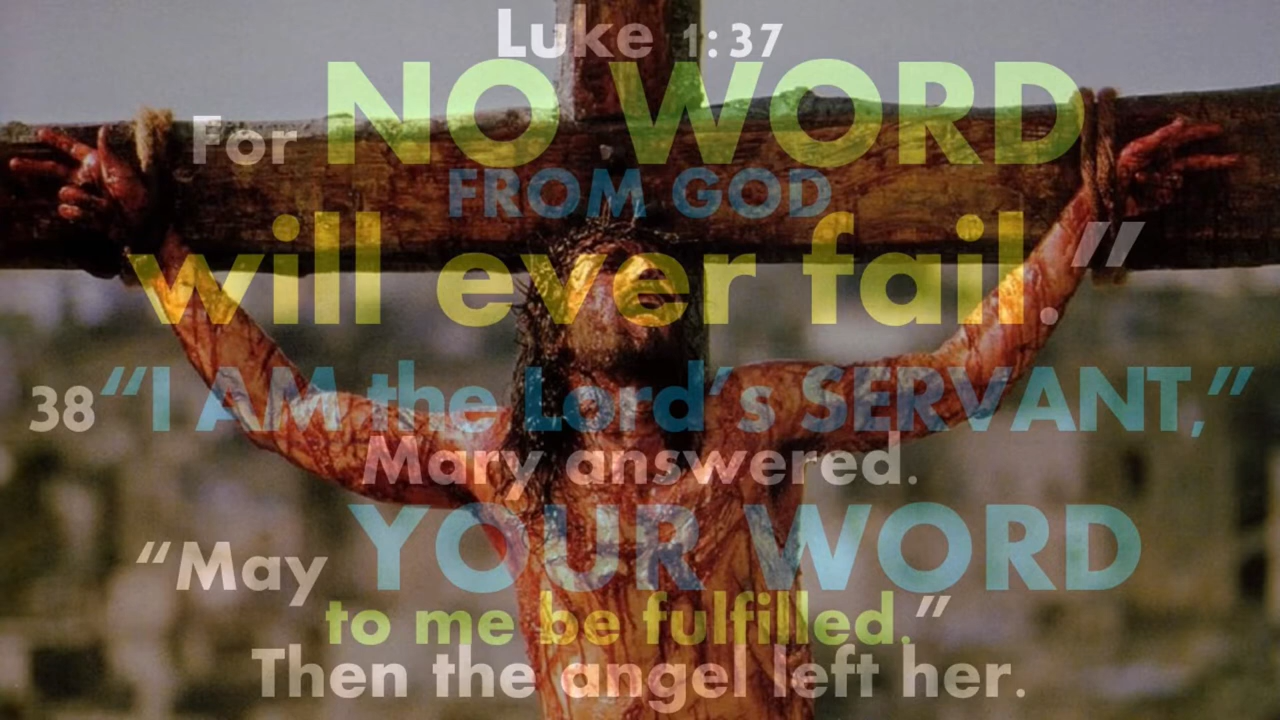 Luke 1:37
For NO WORD
FROM GOD
will ever fail.”
38 “I AM the Lord’s SERVANT,”
Mary answered.
“May YOUR WORD
to me be fulfilled.”
Then the angel left her.